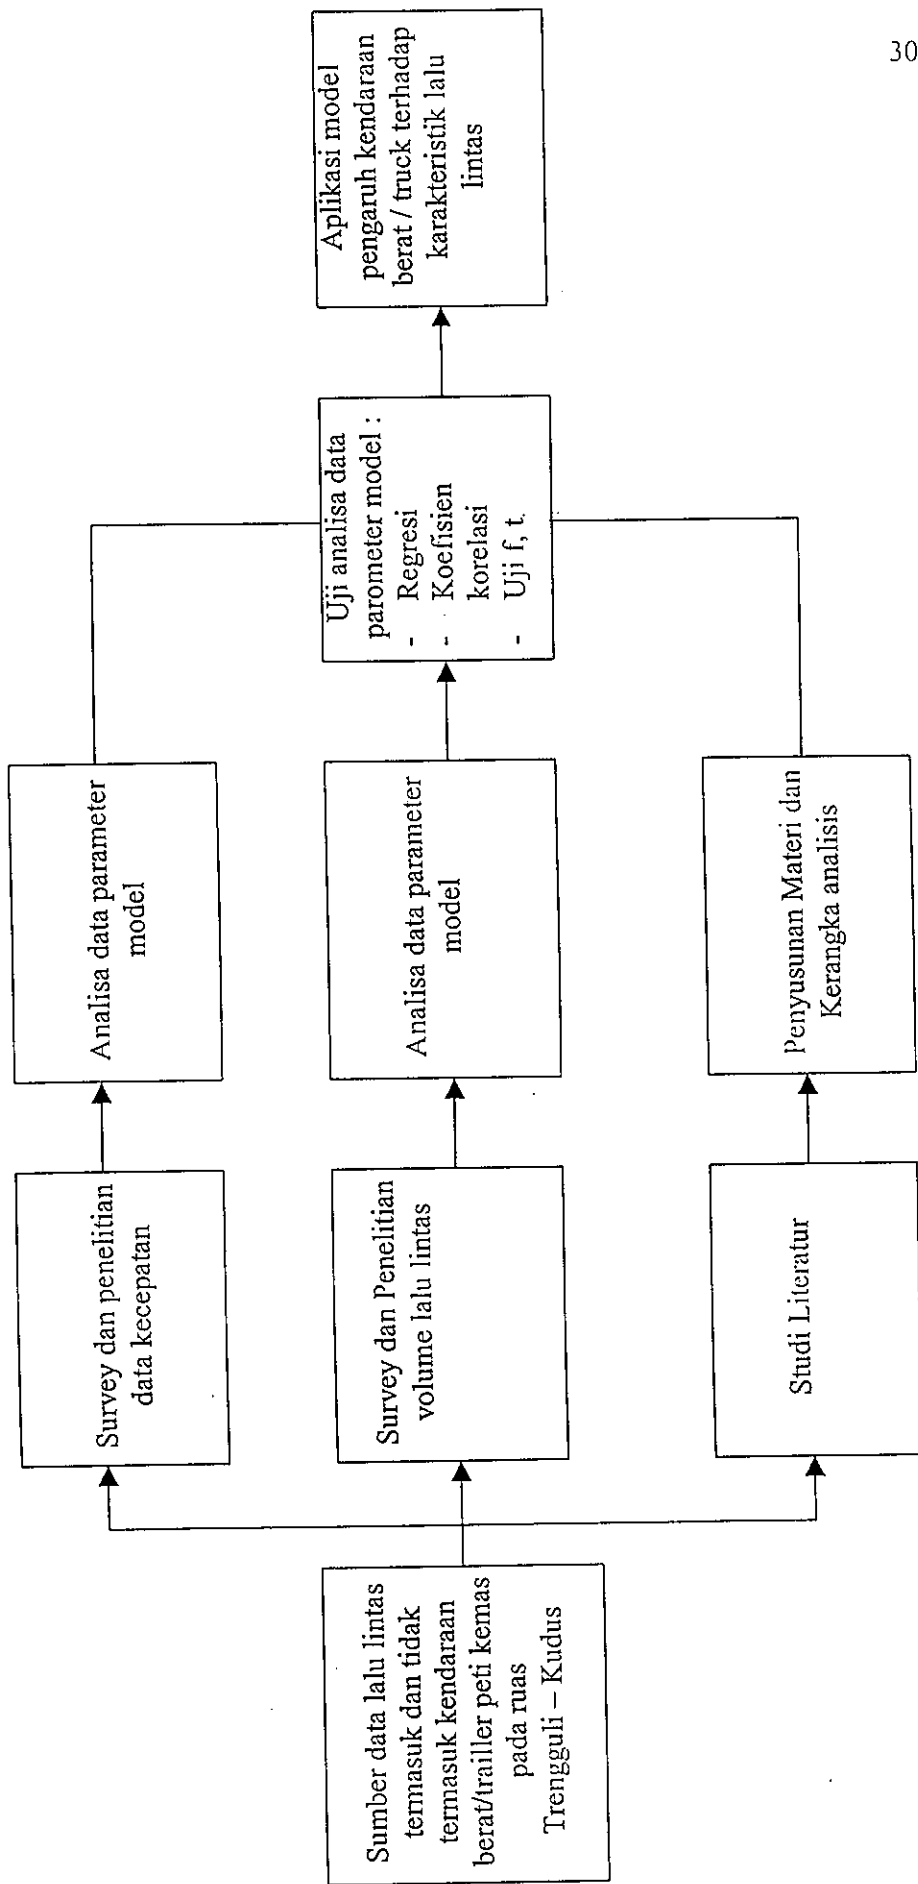 30
Sumber data lalu lintas
termasuk dan tidak
termasuk kendaraan
berat/trailler peti kemas
pada ruas
Trengguli – Kudus
Survey dan penelitian
data kecepatan
Analisa data parameter
model
Survey dan Penelitian
volume lalu lintas
Analisa data parameter
model
Studi Literatur
Penyusunan Materi dan
Kerangka analisis
Uji analisa data
parometer model :
- Regresi
- Koefisien
korelasi
- Uji f, t.
Aplikasi model
pengaruh kendaraan
berat / truck terhadap
karakteristik lalu
lintas